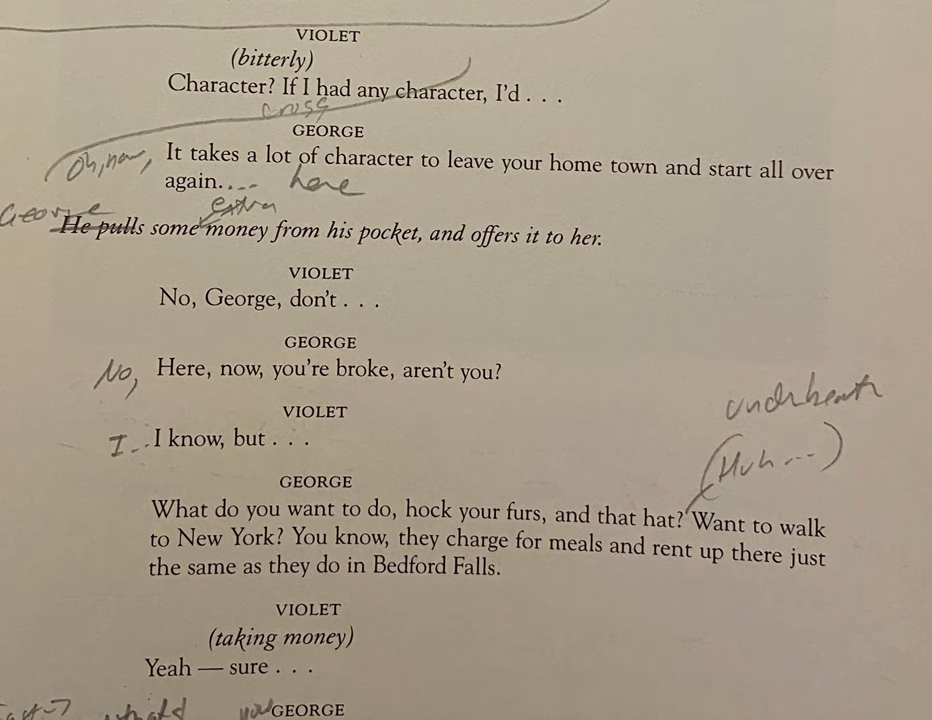 VIOLET
(bitterly)
Character? If I had any character, I'd . . .
cross
GEORGE
Oh, now, It takes a lot of character to leave your home town and start all over
again.... here
George extra
He pulls some money from his pocket, and offers it to her.
VIOLET
No, George, don't . . .
GEORGE
No, Here, now, you're broke, aren't you?
underneath
VIOLET
I... I know, but . . .
(Huh...)
GEORGE
What do you want to do, hock your furs, and that hat? Want to walk
to New York? You know, they charge for meals and rent up there just
the same as they do in Bedford Falls.
VIOLET
(taking money)
Yeah — sure . . .
GEORGE